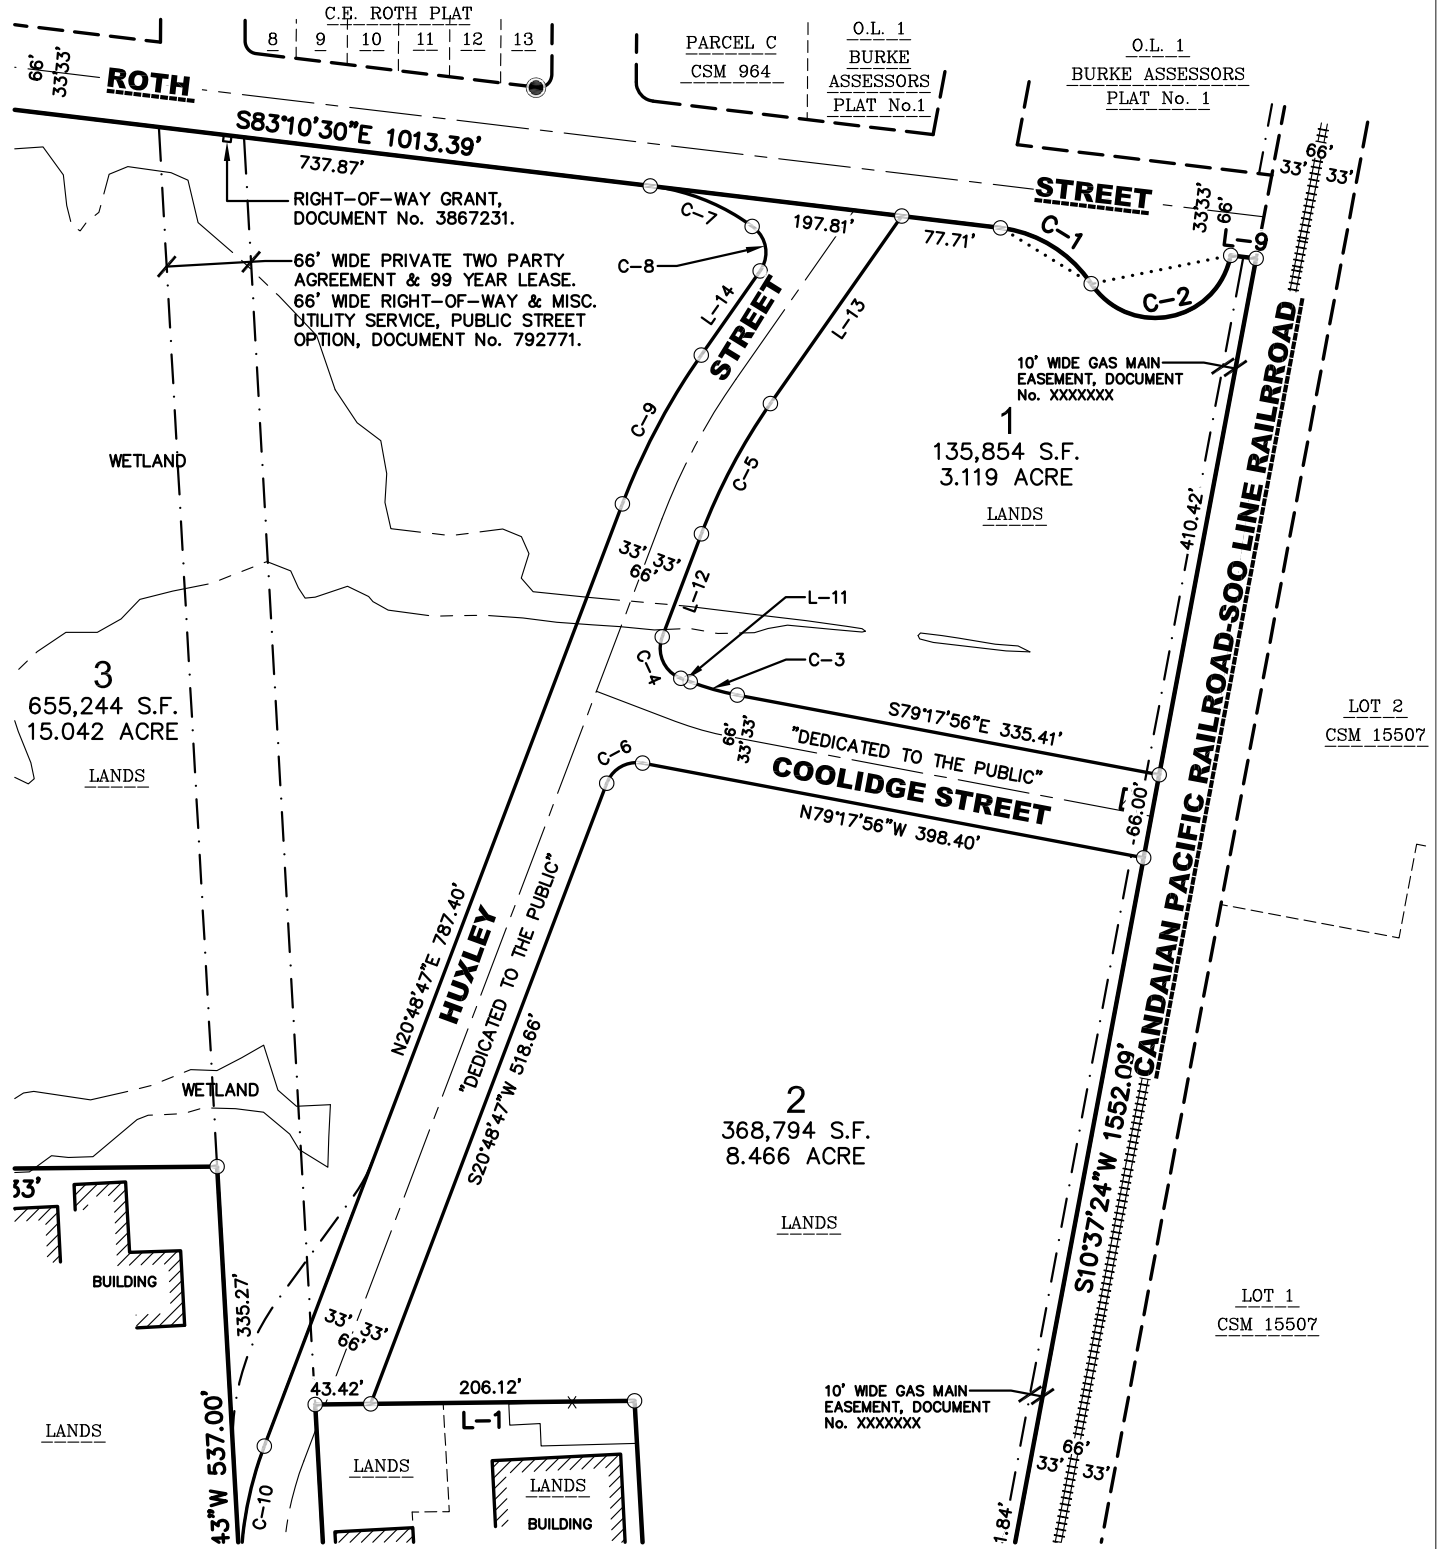 C.E. ROTH PLAT
8 9 10 11 12 13
PARCEL C
CSM 964
O.L. 1
BURKE
ASSESSORS
PLAT No.1
O.L. 1
BURKE ASSESSORS
PLAT No. 1
66'
33' 33'
ROTH
S83°10'30"E 1013.39'
737.87'
RIGHT-OF-WAY GRANT,
DOCUMENT No. 3867231.
66' WIDE PRIVATE TWO PARTY
AGREEMENT & 99 YEAR LEASE.
66' WIDE RIGHT-OF-WAY & MISC.
UTILITY SERVICE, PUBLIC STREET
OPTION, DOCUMENT No. 792771.
C-7
C-8
197.81'
77.71'
STREET
C-1
C-2
33' 33'
66'
L-9
66'
33' 33'
L-14
STREET
L-13
C-9
C-5
10' WIDE GAS MAIN
EASEMENT, DOCUMENT
No. XXXXXXX
1
135,854 S.F.
3.119 ACRE
LANDS
410.42'
WETLAND
33' 33'
66'
L-12
L-11
C-4
C-3
3
655,244 S.F.
15.042 ACRE
LANDS
S79°17'56"E 335.41'
66'
33' 33'
"DEDICATED TO THE PUBLIC"
COOLIDGE STREET
N79°17'56"W 398.40'
66.00'
C-6
LOT 2
CSM 15507
CANDAIAN PACIFIC RAILROAD-SOO LINE RAILRROAD
N20°48'47"E 787.40'
HUXLEY
"DEDICATED TO THE PUBLIC"
S20°48'47"W 518.66'
WETLAND
2
368,794 S.F.
8.466 ACRE
LANDS
S10°37'24"W 1552.09'
33'
BUILDING
335.27'
LOT 1
CSM 15507
33' 33'
66'
43.42'
206.12'
L-1
10' WIDE GAS MAIN
EASEMENT, DOCUMENT
No. XXXXXXX
LANDS
43"W 537.00'
C-10
LANDS
LANDS
BUILDING
66'
33' 33'
1.84'